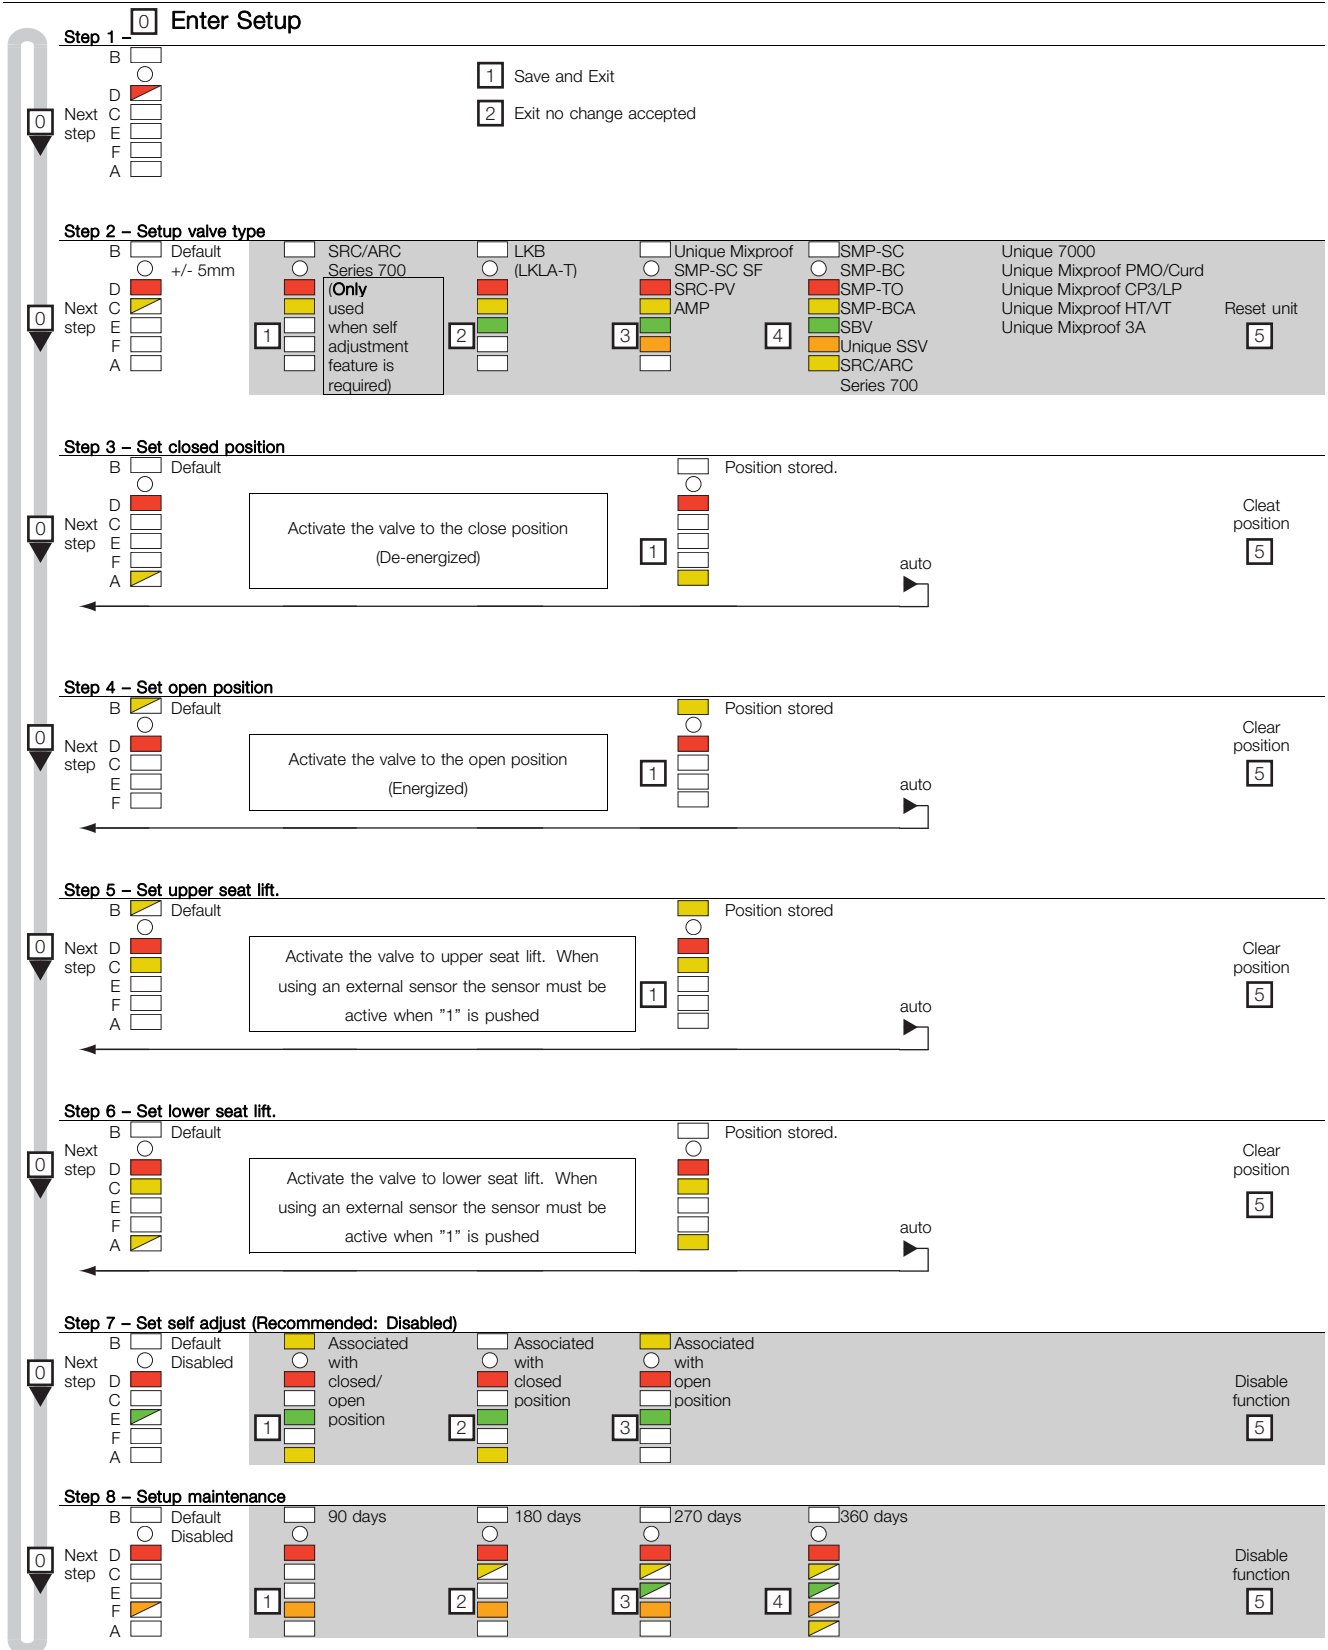 0 Enter Setup
Step 1 –
B
D
0 Next C
step E
F
A
1 Save and Exit
2 Exit no change accepted
Step 2 – Setup valve type
B Default
+/- 5mm
D
0 Next C
step E
F
A
SRC/ARC
Series 700
(Only
used
1 when self
adjustment
feature is
required)
LKB
(LKLA-T)
2
Unique Mixproof
SMP-SC SF
SRC-PV
AMP
3
SMP-SC
SMP-BC
SMP-TO
SMP-BCA
4 SBV
Unique SSV
SRC/ARC
Series 700
Unique 7000
Unique Mixproof PMO/Curd
Unique Mixproof CP3/LP
Unique Mixproof HT/VT
Unique Mixproof 3A
Reset unit
5
Step 3 – Set closed position
B Default
D
0 Next C
step E
F
A
Activate the valve to the close position
(De-energized)
1
Position stored.
auto
Cleat
position
5
Step 4 – Set open position
B Default
0 Next D
step C
E
F
Activate the valve to the open position
(Energized)
1
Position stored
auto
Clear
position
5
Step 5 – Set upper seat lift.
B Default
0 Next D
step C
E
F
A
Activate the valve to upper seat lift. When
using an external sensor the sensor must be
active when ”1” is pushed
1
Position stored
auto
Clear
position
5
Step 6 – Set lower seat lift.
B Default
Next
0 step D
C
E
F
A
Activate the valve to lower seat lift. When
using an external sensor the sensor must be
active when ”1” is pushed
Position stored.
auto
Clear
position
5
Step 7 – Set self adjust (Recommended: Disabled)
B Default
Next Disabled
0 step D
C
E
F
A
Associated
with
closed/
open
position
1
Associated
with
closed
position
2
Associated
with
open
position
3
Disable
function
5
Step 8 – Setup maintenance
B Default
Disabled
0 Next D
step C
E
F
A
90 days
1
180 days
2
270 days
3
360 days
4
Disable
function
5